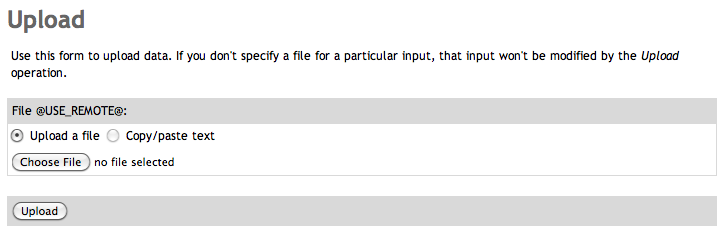 Upload
Use this form to upload data. If you don't specify a file for a particular input, that input won't be modified by the Upload
operation.
File @USE_REMOTE@:
Upload a file Copy/paste text
Choose File no file selected
Upload